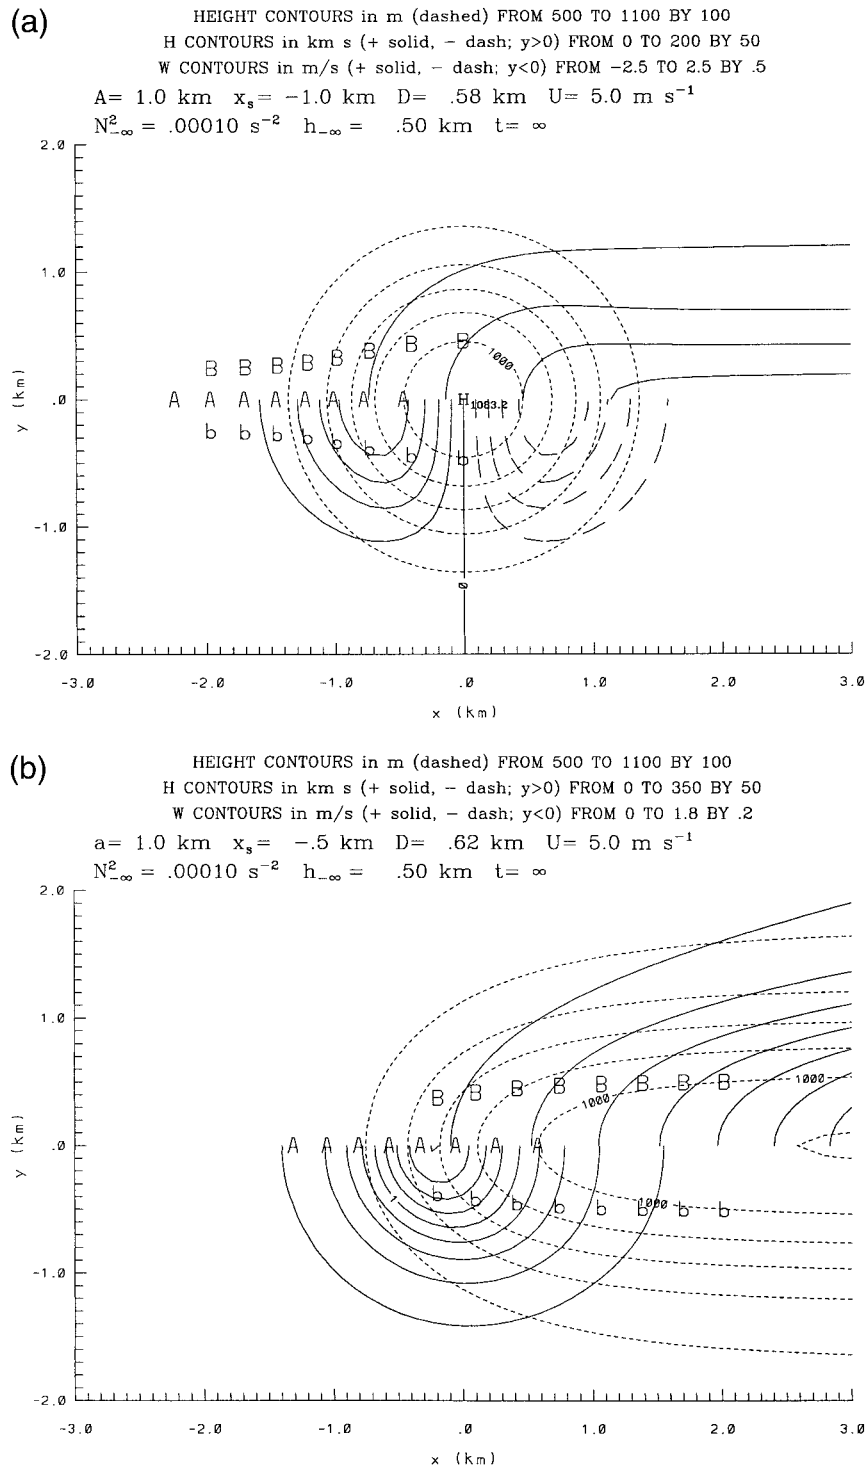 (a)
HEIGHT CONTOURS in m (dashed) FROM 500 TO 1100 BY 100
H CONTOURS in km s (+ solid, − dash; y>0) FROM 0 TO 200 BY 50
W CONTOURS in m/s (+ solid, − dash; y<0) FROM −2.5 TO 2.5 BY .5
A= 1.0 km x_s= −1.0 km D= .58 km U= 5.0 m s⁻¹
N²_−∞ = .00010 s⁻² h_−∞ = .50 km t= ∞
2.0
1.0
B B B B B B B B
1000
y (km)
.0
A A A A A A A
H 1083.2
b b b b b b b b
-1.0
0
-2.0
-3.0 -2.0 -1.0 .0 1.0 2.0 3.0
x (km)
(b)
HEIGHT CONTOURS in m (dashed) FROM 500 TO 1100 BY 100
H CONTOURS in km s (+ solid, − dash; y>0) FROM 0 TO 350 BY 50
W CONTOURS in m/s (+ solid, − dash; y<0) FROM 0 TO 1.8 BY .2
a= 1.0 km x_s= −.5 km D= .62 km U= 5.0 m s⁻¹
N²_−∞ = .00010 s⁻² h_−∞ = .50 km t= ∞
2.0
1.0
B B B B B B B B
1000 1000
y (km)
.0
A A A A A A A A
1
b b b b b b b b
1000
-1.0
-2.0
-3.0 -2.0 -1.0 .0 1.0 2.0 3.0
x (km)